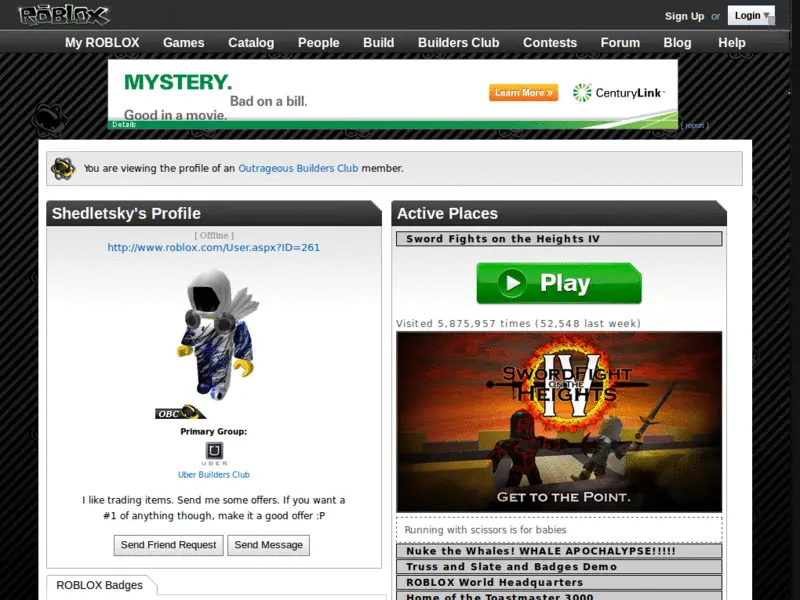 ROBLOX
Sign Up or Login
My ROBLOX Games Catalog People Build Builders Club Contests Forum Blog Help
MYSTERY.
Bad on a bill.
Good in a movie.
Learn More »
CenturyLink™
Details
[ report ]
You are viewing the profile of an Outrageous Builders Club member.
Shedletsky's Profile
[ Offline ]
http://www.roblox.com/User.aspx?ID=261
OBC
Primary Group:
UBER
Uber Builders Club
I like trading items. Send me some offers. If you want a
#1 of anything though, make it a good offer :P
Send Friend Request Send Message
ROBLOX Badges
Active Places
Sword Fights on the Heights IV
Play
Visited 5,875,957 times (52,548 last week)
SWORDFIGHT
ON THE
HEIGHTS
IV
GET TO THE POINT.
Running with scissors is for babies
Nuke the Whales! WHALE APOCHALYPSE!!!!!
Truss and Slate and Badges Demo
ROBLOX World Headquarters
Home of the Toastmaster 3000